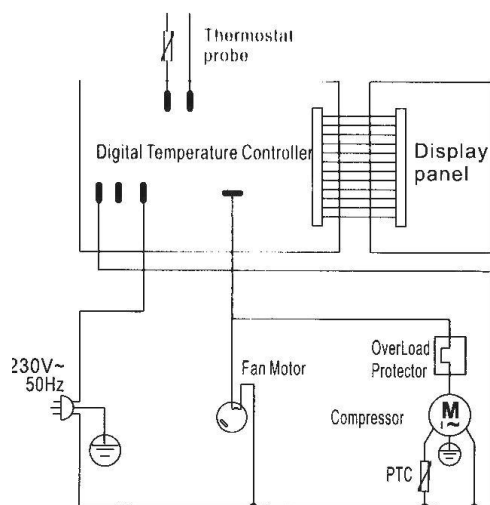 Thermostat
probe
Digital Temperature Controller
Display
panel
230V~
50Hz
Fan Motor
OverLoad
Protector
Compressor
M
1~
PTC